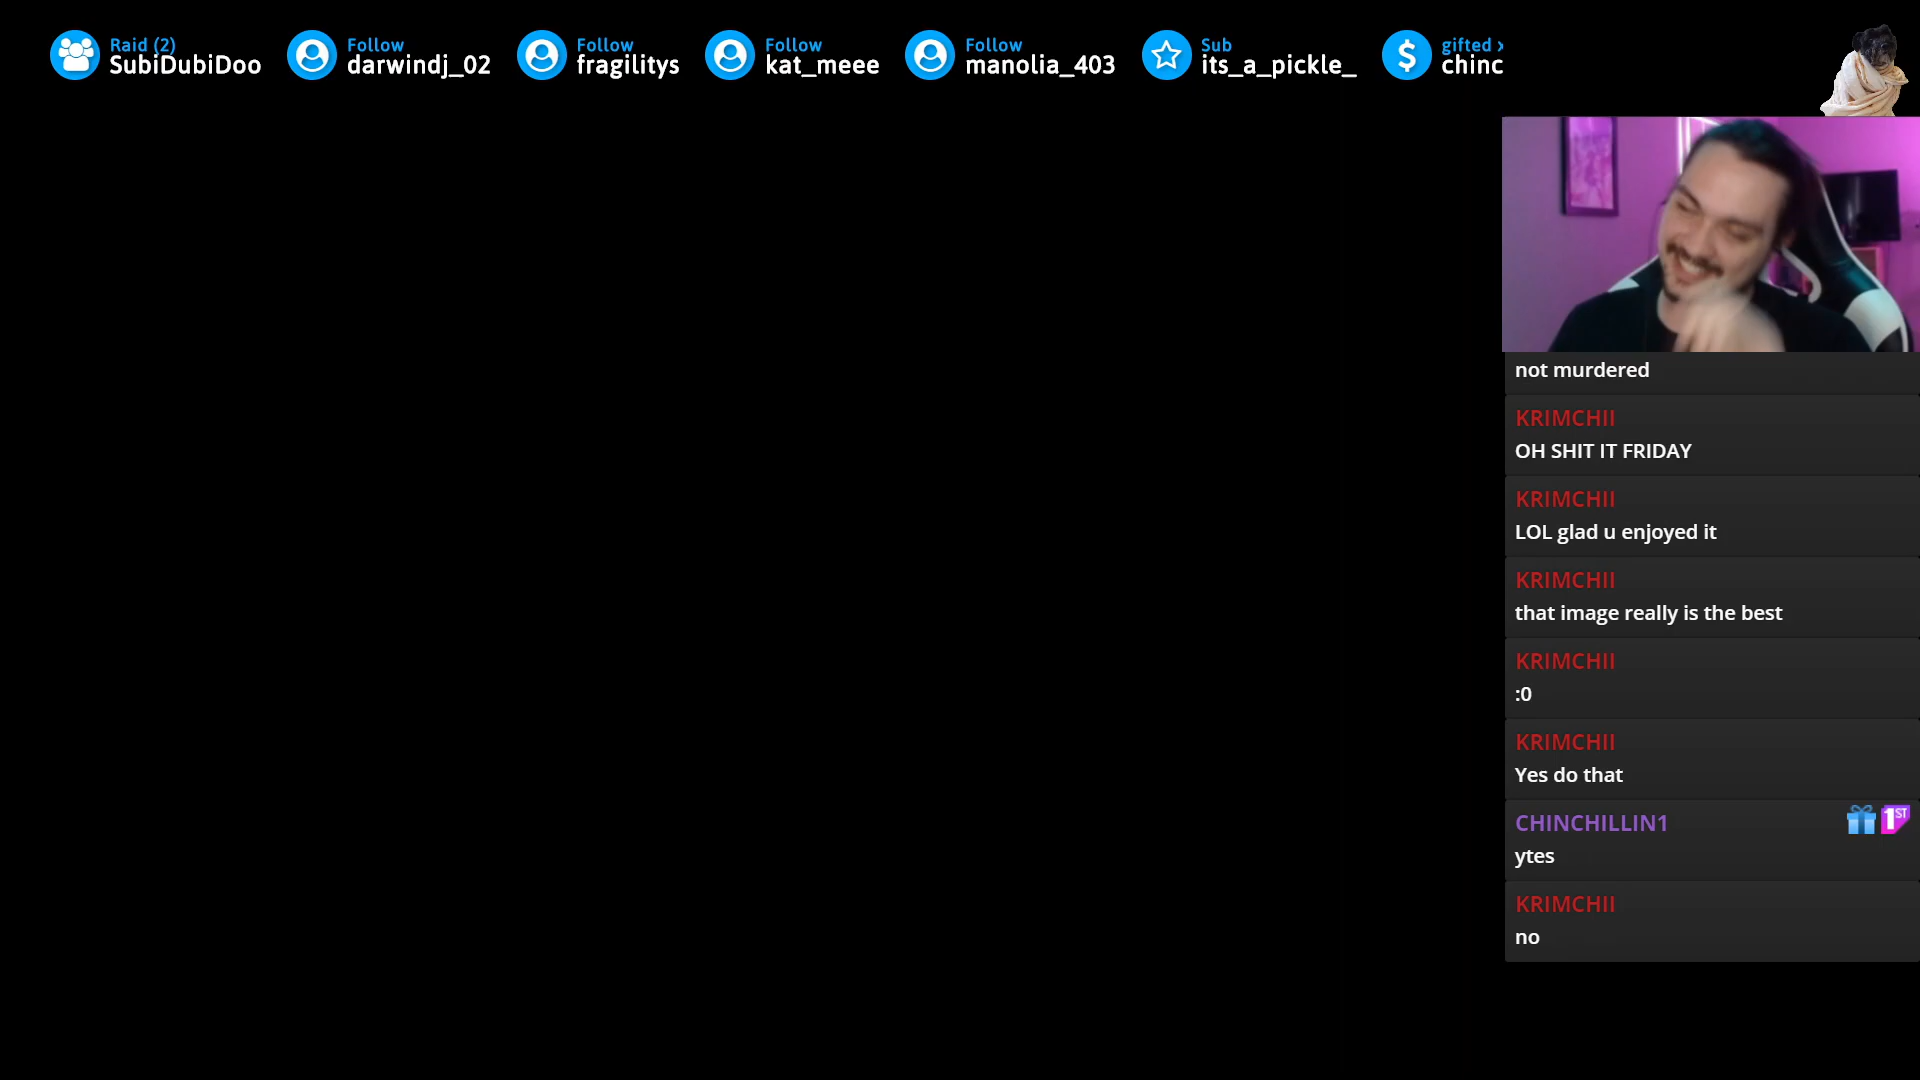 Raid (2)
SubiDubiDoo
Follow
darwindj_02
Follow
fragilitys
Follow
kat_meee
Follow
manolia_403
Sub
its_a_pickle_
gifted
chinc
not murdered
KRIMCHII
OH SHIT IT FRIDAY
KRIMCHII
LOL glad u enjoyed it
KRIMCHII
that image really is the best
KRIMCHII
:0
KRIMCHII
Yes do that
CHINCHILLIN1
1ST
ytes
KRIMCHII
no